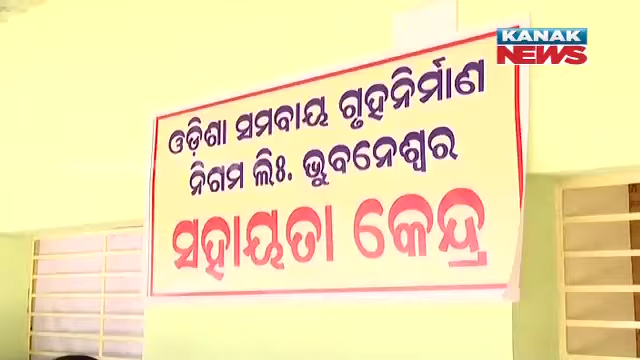 KANAK
NEWS
ଓଡ଼ିଶା ସମବାୟ ଗୃହନିର୍ମାଣ
ନିଗମ ଲିଃ. ଭୁବନେଶ୍ୱର
ସହାୟତା କେନ୍ଦ୍ର